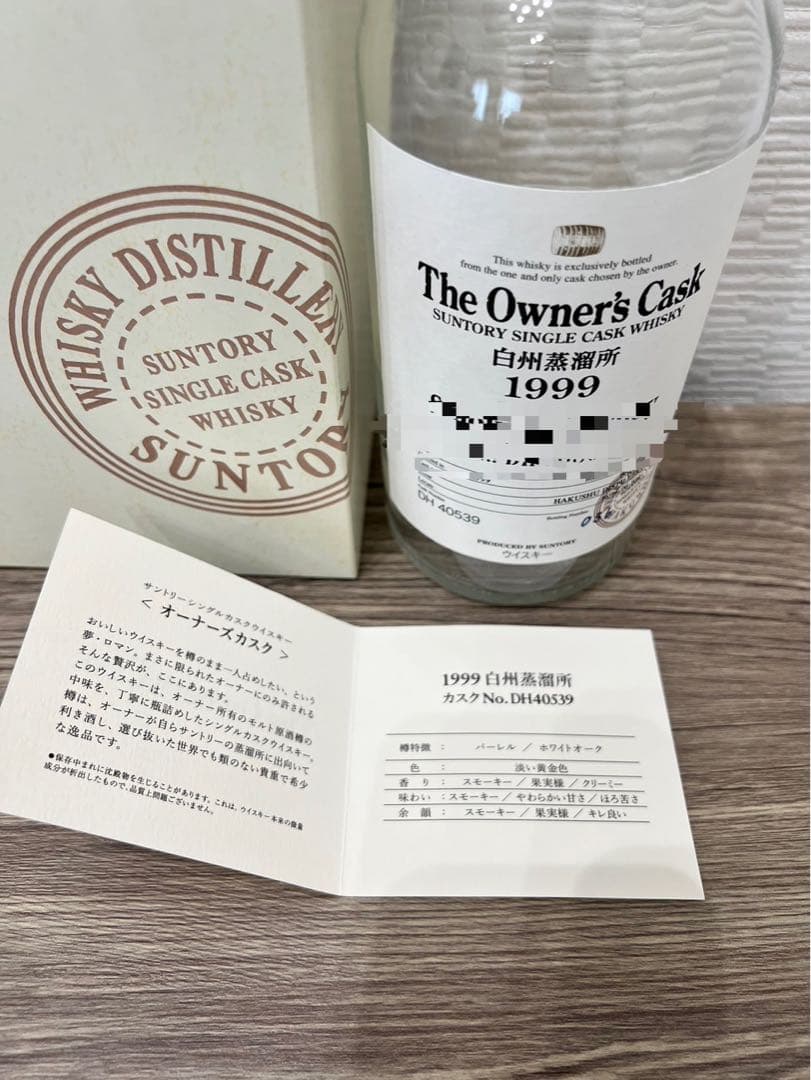 WHISKY DISTILLER
SUNTORY
SINGLE CASK
WHISKY
SUNTORY
This whisky is exclusively bottled
from the one and only cask chosen by the owner.
The Owner's Cask
SUNTORY SINGLE CASK WHISKY
白州蒸溜所
1999
HAKUSHU
DH 40539
Bottling Number
PRODUCED BY SUNTORY
ウイスキー
サントリーシングルカスクウイスキー
< オーナーズカスク >
おいしいウイスキーを樽のまま一人占めしたい、という
夢・ロマン。まさに限られたオーナーにのみ許される
そんな贅沢が、ここにあります。
このウイスキーは、オーナー所有のモルト原酒樽の
中味を、丁寧に瓶詰めしたシングルカスクウイスキー。
樽は、オーナーが自らサントリーの蒸溜所に出向いて
利き酒し、選び抜いた世界でも類のない貴重で希少
な逸品です。
●保存中まれに沈殿物を生じることがあります。これは、ウイスキー本来の微量
成分が析出したもので、品質上問題ございません。
1999 白州蒸溜所
カスク No. DH40539
樽特徴 : バーレル / ホワイトオーク
色 : 淡い黄金色
香り : スモーキー / 果実様 / クリーミー
味わい : スモーキー / やわらかい甘さ / ほろ苦さ
余韻 : スモーキー / 果実様 / キレ良い